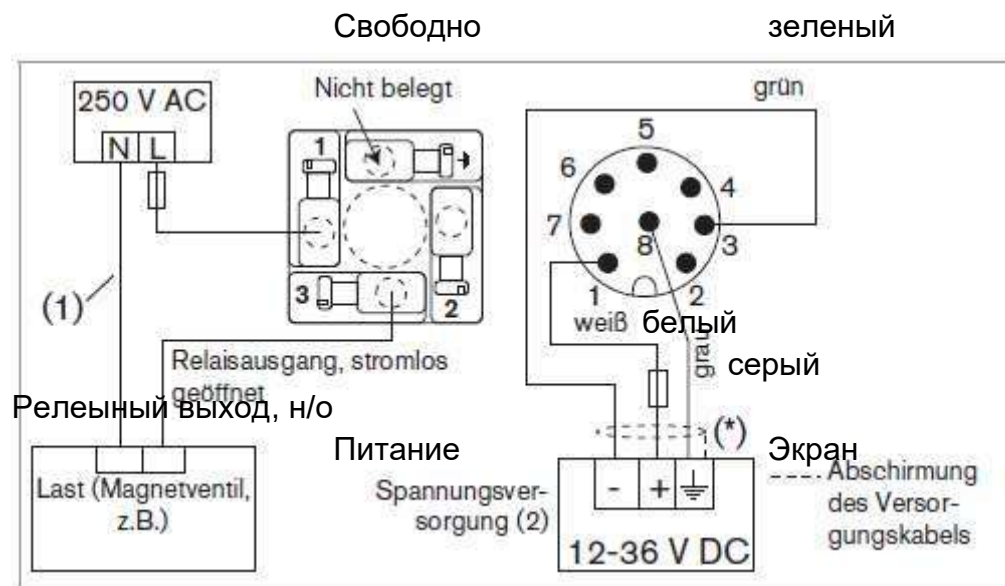 Свободно
зеленый
250 V AC
N L
Nicht belegt
1
2
3
grün
5
6
4
7
8
3
1
2
(1)
weiß белый
grau
серый
Relaisausgang, stromlos
geöffnet
Релеыный выход, н/о
Питание
(*)
Экран
Last (Magnetventil,
z.B.)
Spannungsver-
sorgung (2)
- +
12-36 V DC
Abschirmung
des Versor-
gungskabels